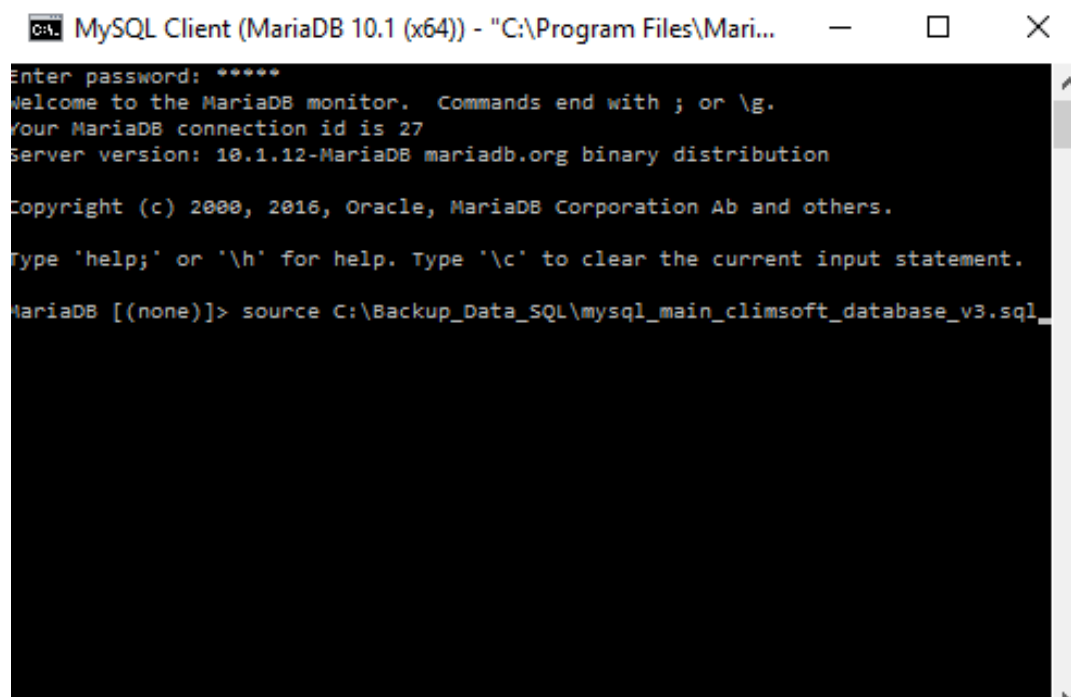 MySQL Client (MariaDB 10.1 (x64)) - "C:\Program Files\Mari...
Enter password: *****
Welcome to the MariaDB monitor.  Commands end with ; or \g.
Your MariaDB connection id is 27
Server version: 10.1.12-MariaDB mariadb.org binary distribution
Copyright (c) 2000, 2016, Oracle, MariaDB Corporation Ab and others.
Type 'help;' or '\h' for help. Type '\c' to clear the current input statement.
MariaDB [(none)]> source C:\Backup_Data_SQL\mysql_main_climsoft_database_v3.sql_